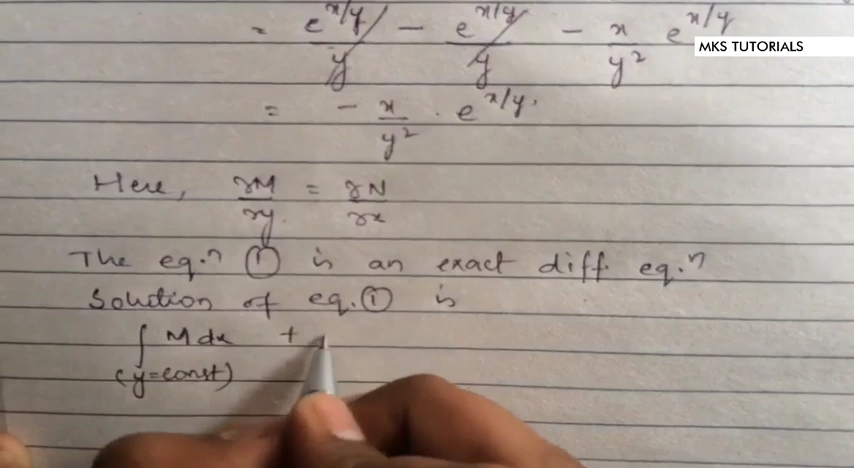 = e^{x/y}/y - e^{x/y}/y - x/y² e^{x/y}
MKS TUTORIALS
= - x/y² . e^{x/y}.
Here, ∂M/∂y = ∂N/∂x
The eq.ⁿ ① is an exact diff. eq.ⁿ
Solution of eq.① is
∫ M dx +
(y=const)